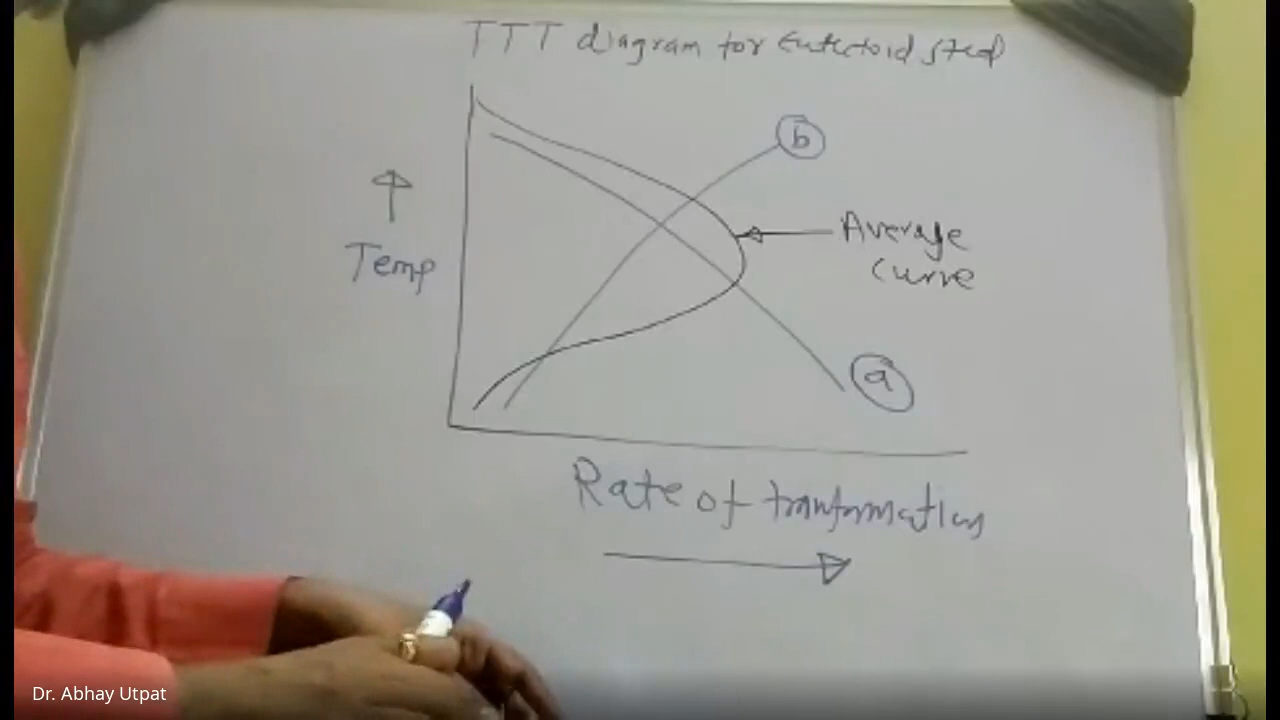 TTT diagram for Eutectoid steel
b
Average
curve
Temp
a
Rate of tranformation
Dr. Abhay Utpat